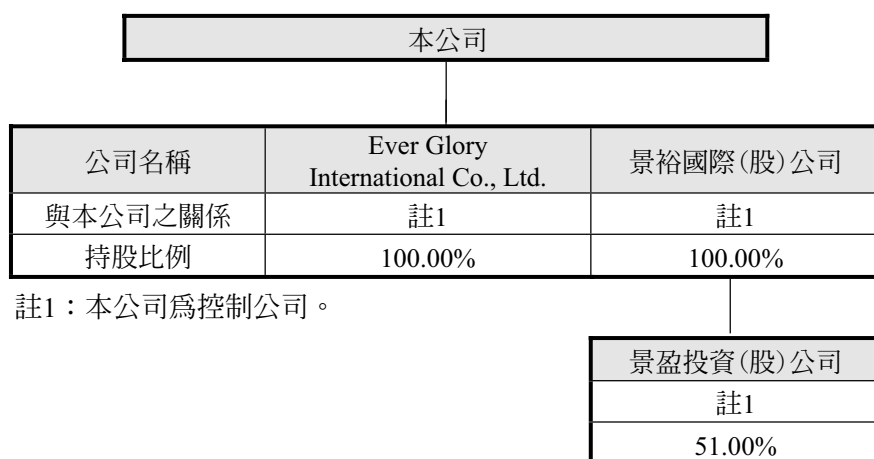 本公司
公司名稱
Ever Glory
International Co., Ltd.
景裕國際(股)公司
與本公司之關係
註1
註1
持股比例
100.00%
100.00%
註1：本公司爲控制公司。
景盈投資(股)公司
註1
51.00%